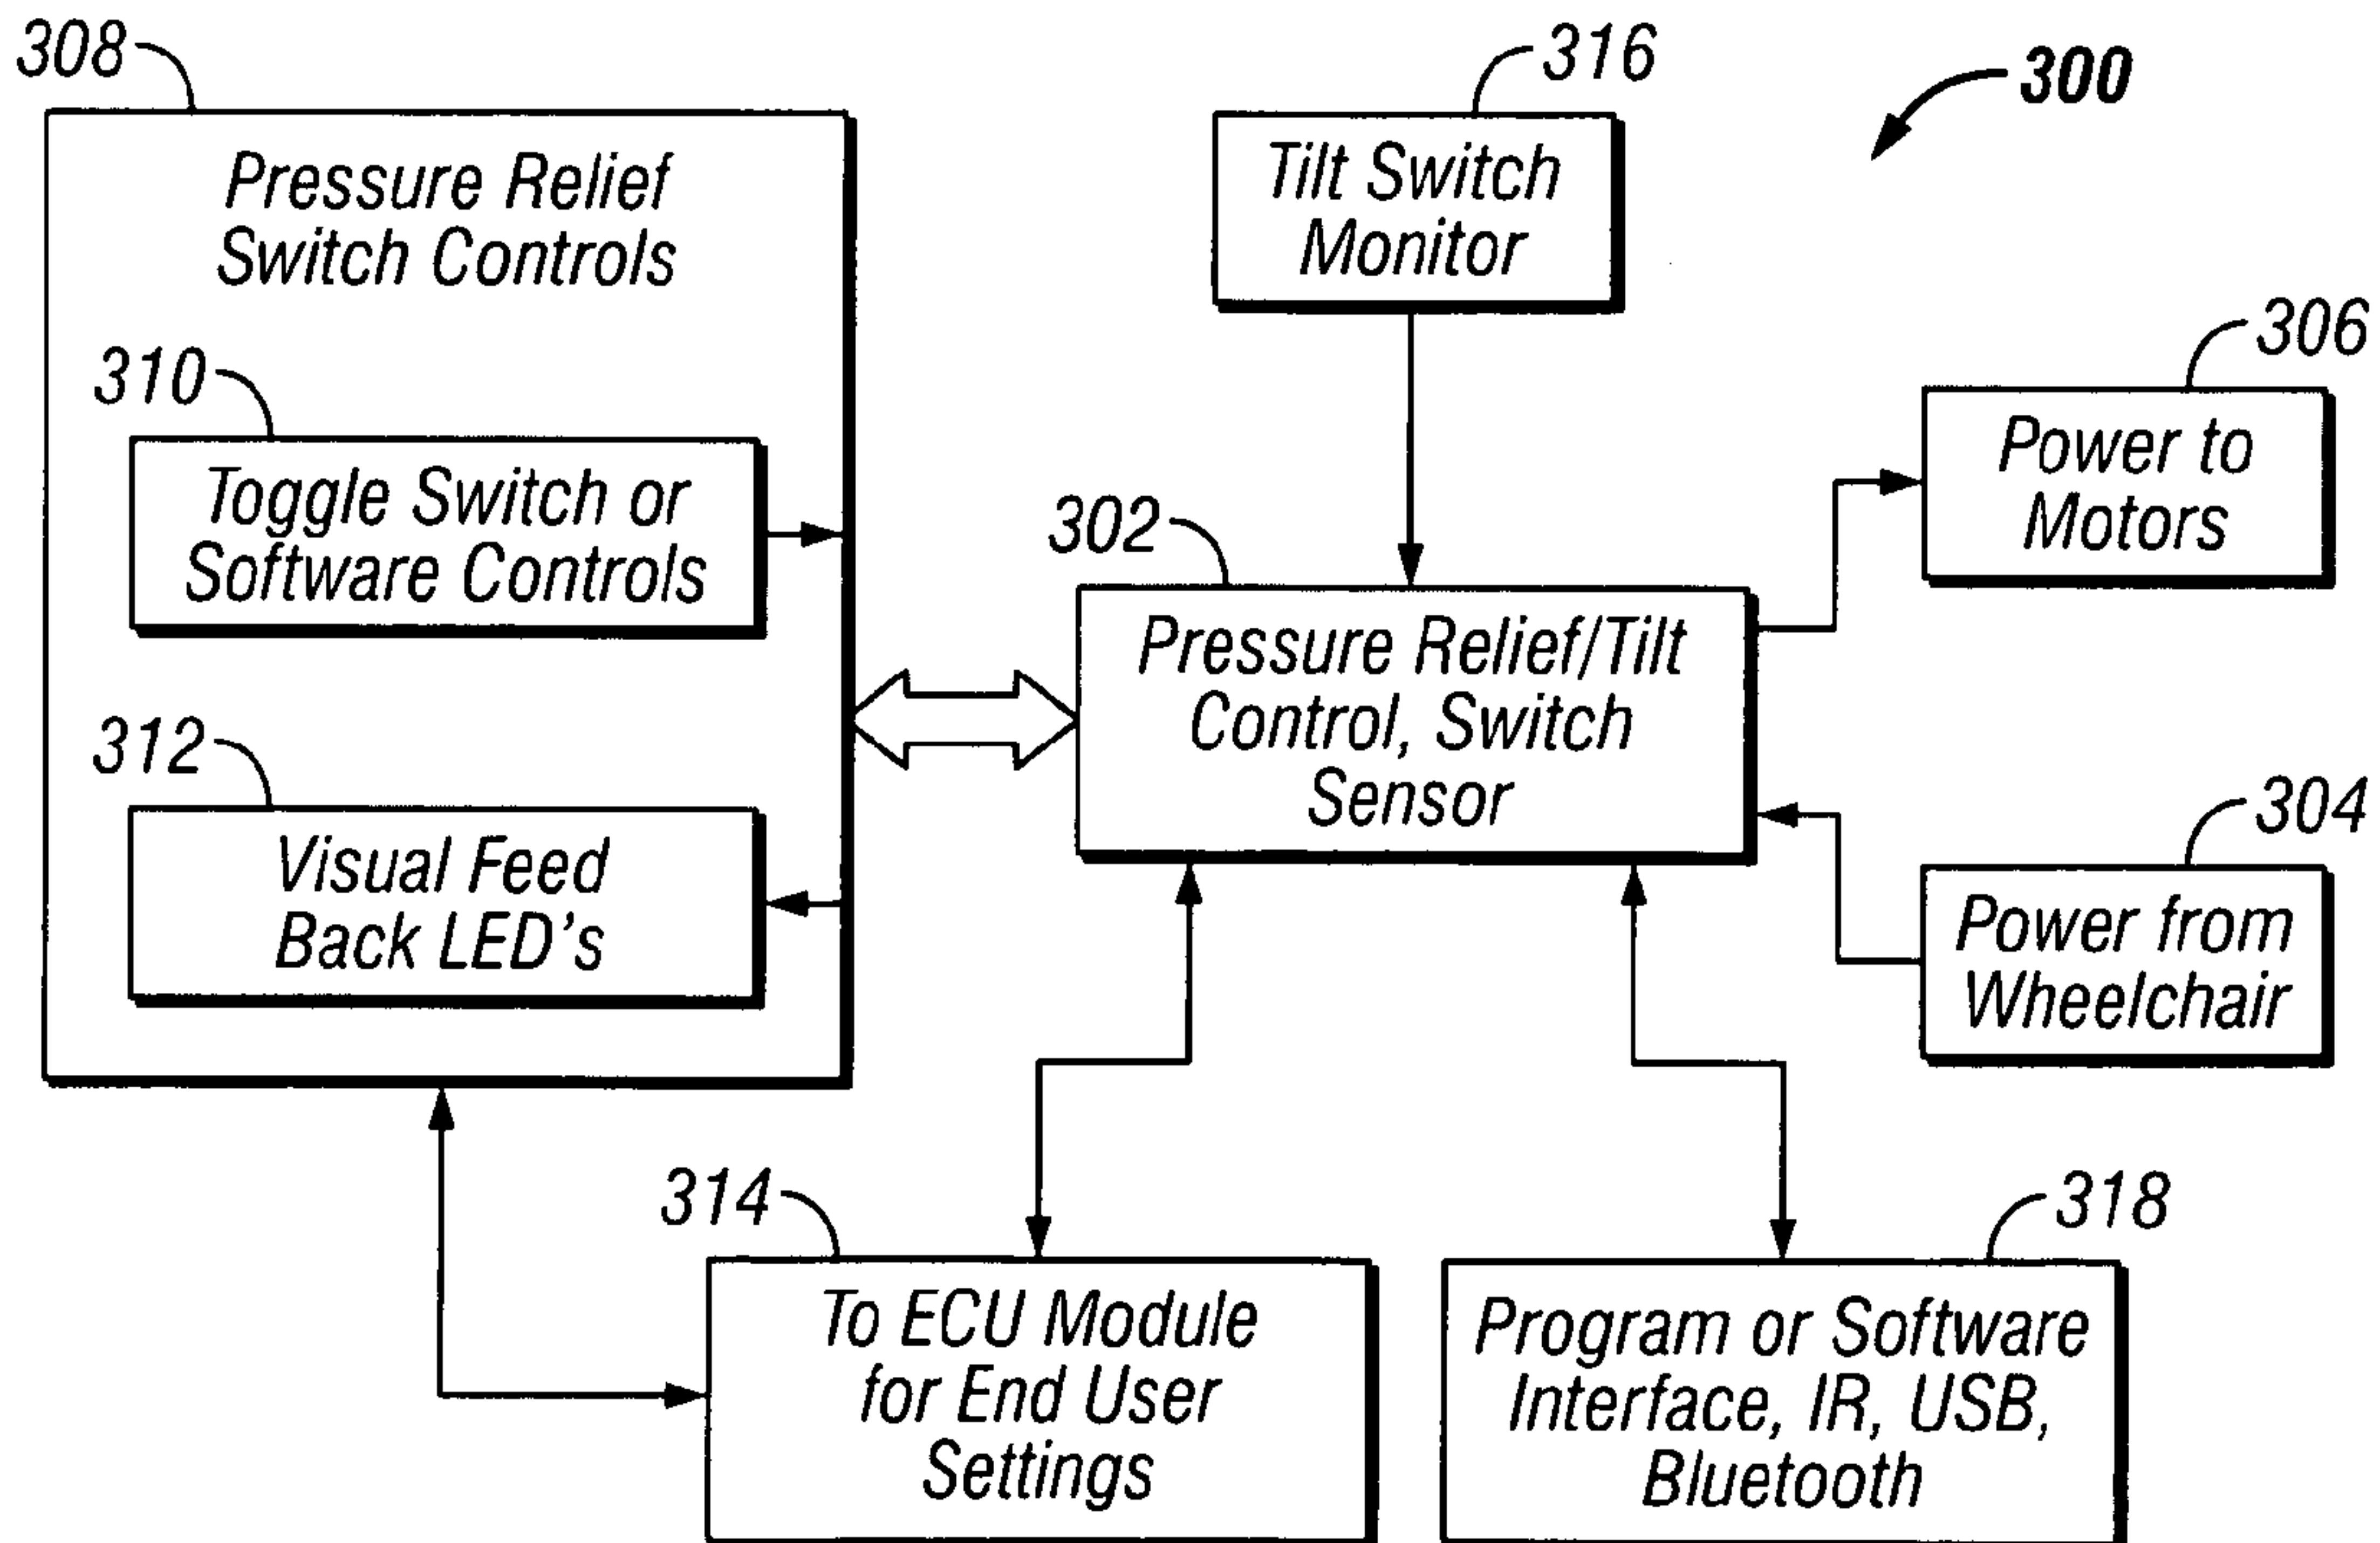 308
Pressure Relief
Switch Controls
310
Toggle Switch or
Software Controls
312
Visual Feed
Back LED's
316
Tilt Switch
Monitor
300
306
Power to
Motors
302
Pressure Relief/Tilt
Control, Switch
Sensor
304
Power from
Wheelchair
314
To ECU Module
for End User
Settings
318
Program or Software
Interface, IR, USB,
Bluetooth